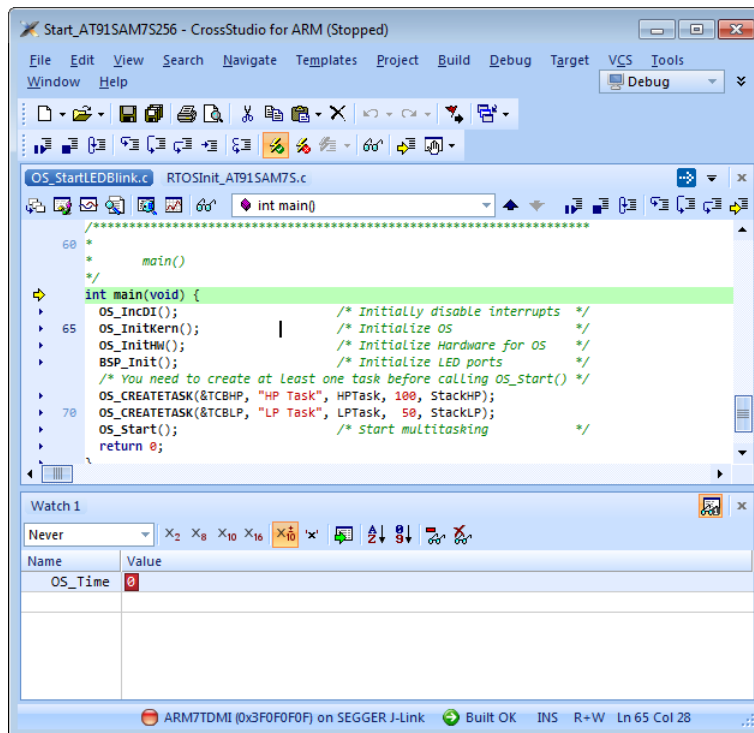 Start_AT91SAM7S256 - CrossStudio for ARM (Stopped)
File Edit View Search Navigate Templates Project Build Debug Target VCS Tools
Window Help Debug
OS_StartLEDBlink.c RTOSInit_AT91SAM7S.c
int main()
/**********************************************************************
60 *
* main()
*/
int main(void) {
OS_IncDI(); /* Initially disable interrupts */
65 OS_InitKern(); /* Initialize OS */
OS_InitHW(); /* Initialize Hardware for OS */
BSP_Init(); /* Initialize LED ports */
/* You need to create at least one task before calling OS_Start() */
OS_CREATETASK(&TCBHP, "HP Task", HPTask, 100, StackHP);
70 OS_CREATETASK(&TCBLP, "LP Task", LPTask, 50, StackLP);
OS_Start(); /* Start multitasking */
return 0;
}
Watch 1
Never X2 X8 X10 X16 X±10 'x'
Name Value
OS_Time 0
ARM7TDMI (0x3F0F0F0F) on SEGGER J-Link Built OK INS R+W Ln 65 Col 28